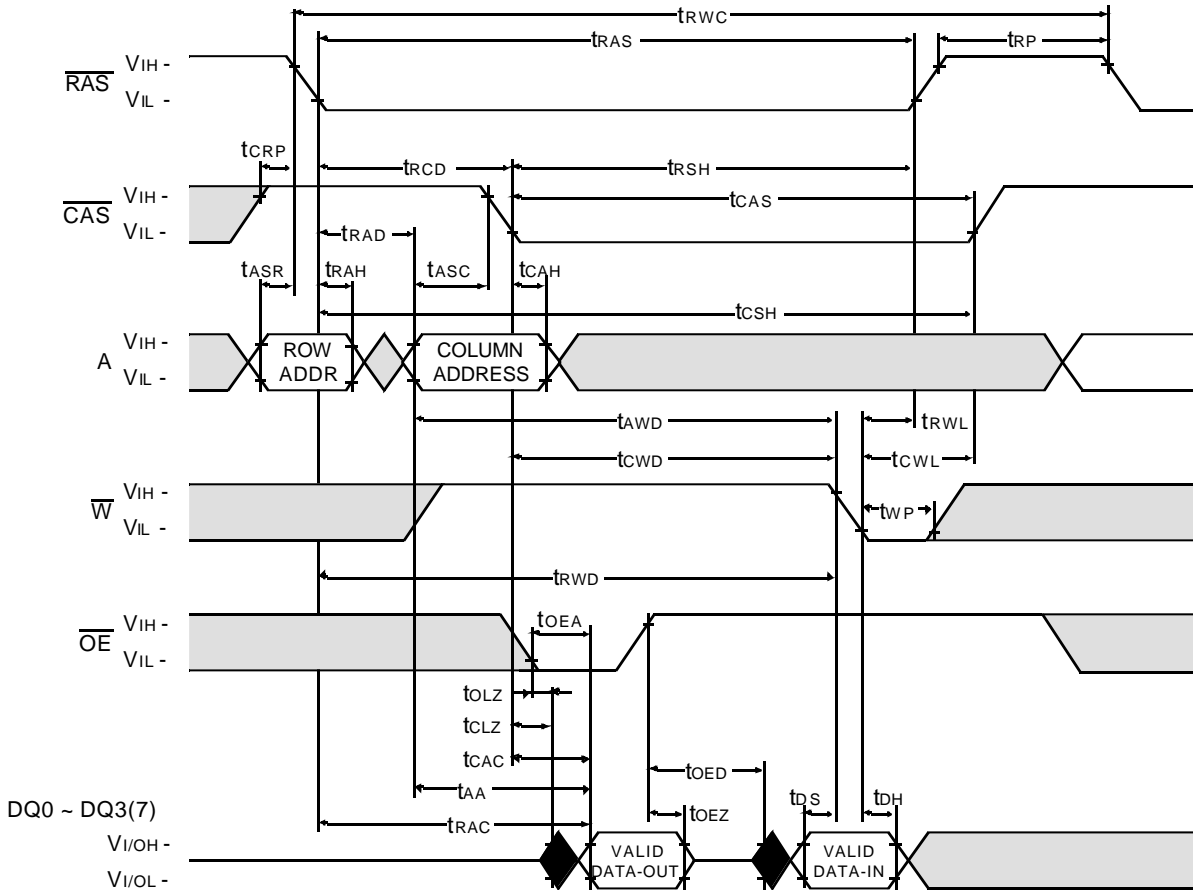 tRWC
tRAS
tRP
RAS
VIH -
VIL -
tCRP
tRCD
tRSH
CAS
VIH -
VIL -
tCAS
tRAD
tASR
tRAH
tASC
tCAH
tCSH
A
VIH -
VIL -
ROW
ADDR
COLUMN
ADDRESS
tAWD
tRWL
tCWD
tCWL
W
VIH -
VIL -
tWP
tRWD
OE
VIH -
VIL -
tOEA
tOLZ
tCLZ
tCAC
tOED
tAA
tDS
tDH
tOEZ
tRAC
DQ0 ~ DQ3(7)
VI/OH -
VI/OL -
VALID
DATA-OUT
VALID
DATA-IN